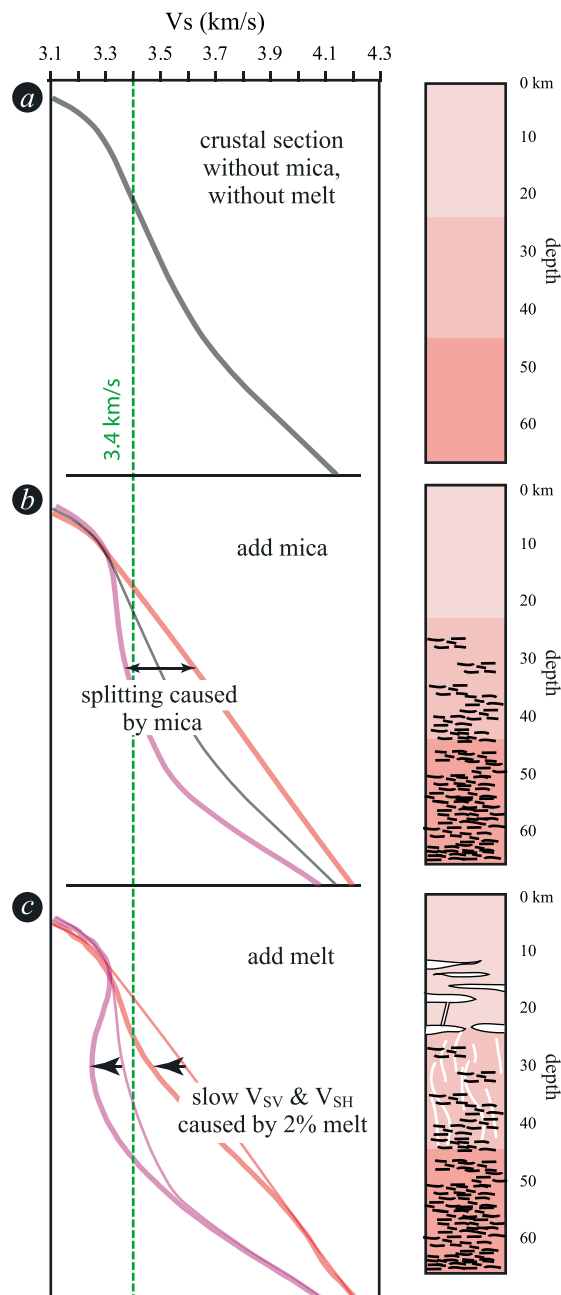 Vs (km/s)
3.1 3.3 3.5 3.7 3.9 4.1 4.3
a
crustal section
without mica,
without melt
3.4 km/s
0 km
10
20
30
40
50
60
depth
b
add mica
splitting caused
by mica
0 km
10
20
30
40
50
60
depth
c
add melt
slow VSV & VSH
caused by 2% melt
0 km
10
20
30
40
50
60
depth